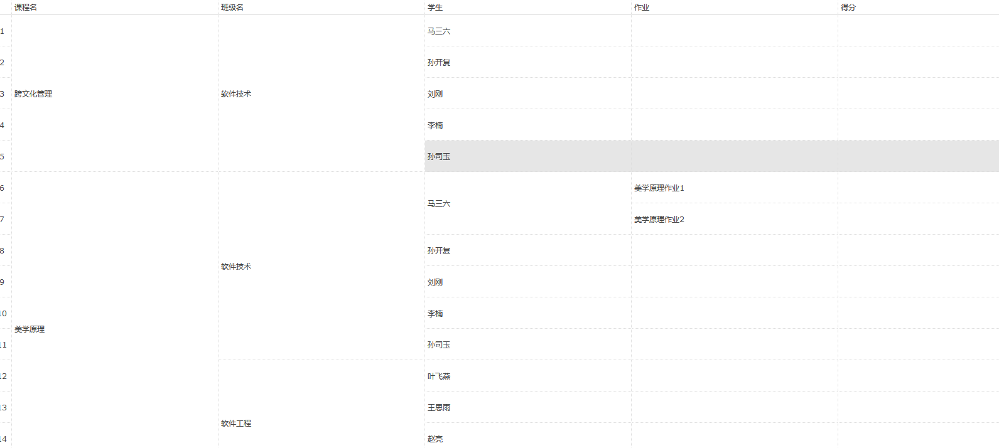 课程名 班级名 学生 作业 得分
1 马三六
2 孙开复
3 跨文化管理 软件技术 刘刚
4 李楠
5 孙司玉
6 美学原理作业1
马三六
7 美学原理作业2
8 孙开复
软件技术
9 刘刚
10 李楠
美学原理
11 孙司玉
12 叶飞燕
13 王思雨
软件工程
14 赵亮